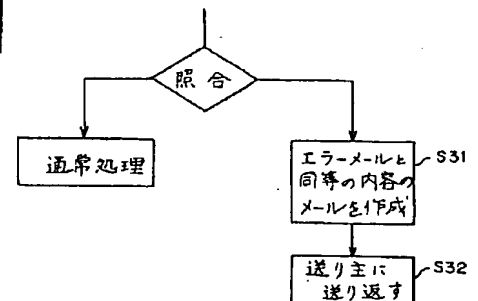 照合
通常処理
エラーメールと
同等の内容の
メールを作成
S31
送り主に
送り返す
S32